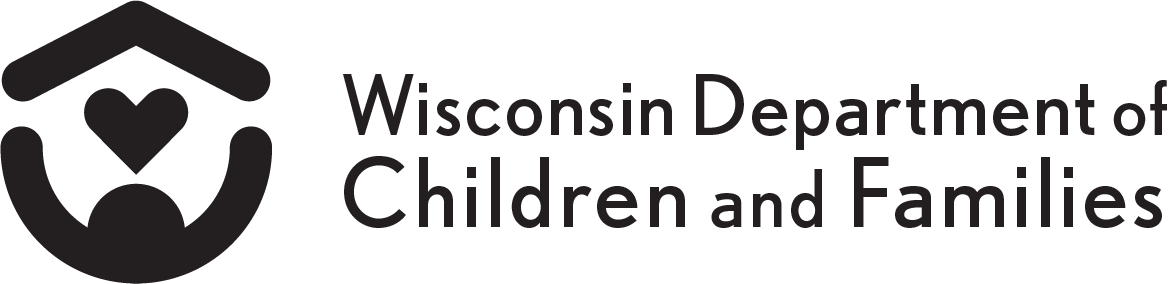 Wisconsin Department of
Children and Families